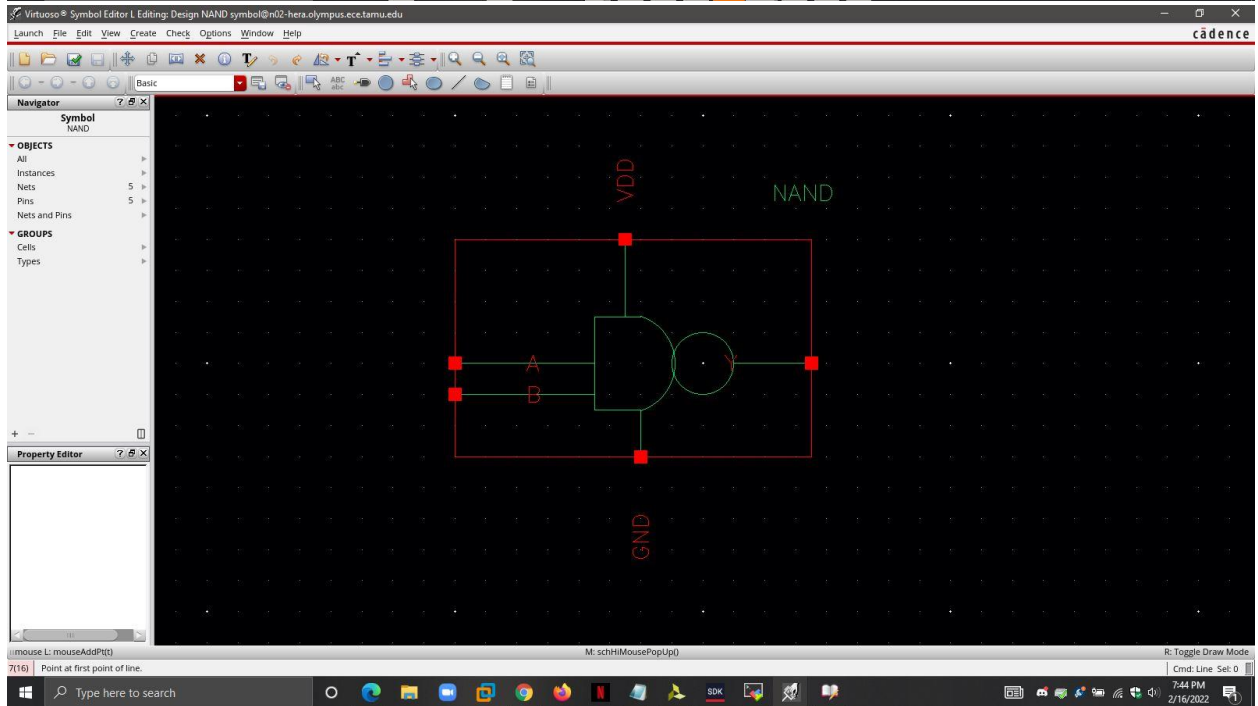 Virtuoso® Symbol Editor L Editing: Design NAND symbol@n02-hera.olympus.ece.tamu.edu
Launch File Edit View Create Check Options Window Help
cādence
Basic
ABC
abc
Navigator
Symbol
NAND
OBJECTS
All
Instances
Nets 5
Pins 5
Nets and Pins
GROUPS
Cells
Types
Property Editor
VDD
NAND
A
B
Y
GND
mouse L: mouseAddPt(t) M: schHiMousePopUp() R: Toggle Draw Mode
7(16) Point at first point of line. Cmd: Line Sel: 0
Type here to search
SDK
7:44 PM
2/16/2022